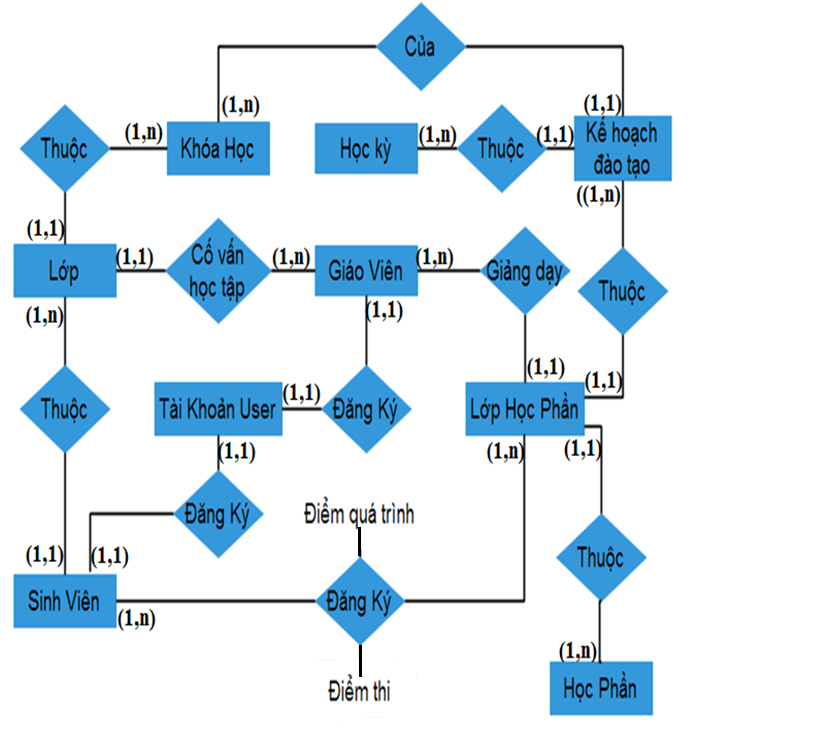 Của
(1,n)
(1,1)
Thuộc
(1,n)
Khóa Học
Học kỳ
(1,n)
Thuộc
(1,1)
Kế hoạch
đào tạo
((1,n)
(1,1)
Lớp
(1,1)
Cố vấn
học tập
(1,n)
Giáo Viên
(1,n)
Giảng dạy
Thuộc
(1,n)
(1,1)
(1,1)
(1,1)
Thuộc
Tài Khoản User
(1,1)
Đăng Ký
Lớp Học Phần
(1,1)
(1,n)
(1,1)
Đăng Ký
Điểm quá trình
(1,1)
(1,1)
Thuộc
Sinh Viên
(1,n)
Đăng Ký
(1,n)
Điểm thi
Học Phần